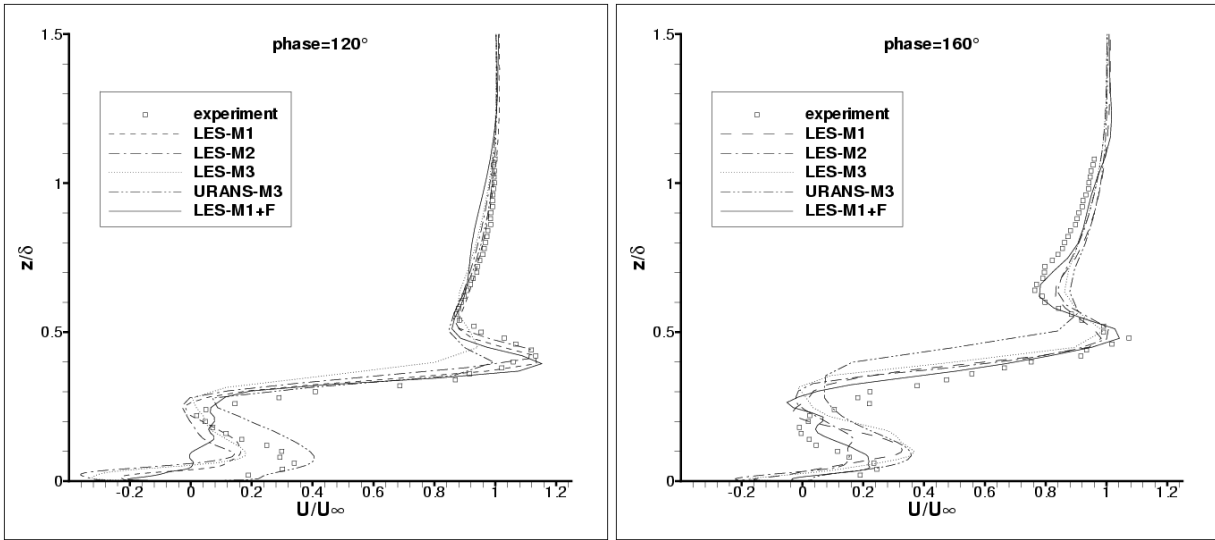 phase=120°
experiment
LES-M1
LES-M2
LES-M3
URANS-M3
LES-M1+F
z/δ
1.5
1
0.5
0
-0.2 0 0.2 0.4 0.6 0.8 1 1.2
U/U∞
phase=160°
experiment
LES-M1
LES-M2
LES-M3
URANS-M3
LES-M1+F
z/δ
1.5
1
0.5
0
-0.2 0 0.2 0.4 0.6 0.8 1 1.2
U/U∞